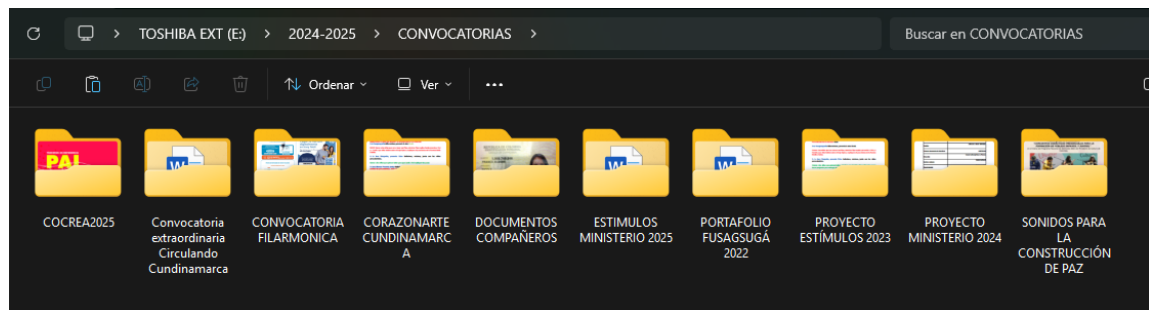 TOSHIBA EXT (E:) > 2024-2025 > CONVOCATORIAS >
Buscar en CONVOCATORIAS
Ordenar
Ver
PAJ
W
W
W
COCREA2025
Convocatoria
extraordinaria
Circulando
Cundinamarca
CONVOCATORIA
FILARMONICA
CORAZONARTE
CUNDINAMARC
A
DOCUMENTOS
COMPAÑEROS
ESTIMULOS
MINISTERIO 2025
PORTAFOLIO
FUSAGSUGÁ
2022
PROYECTO
ESTÍMULOS 2023
PROYECTO
MINISTERIO 2024
SONIDOS PARA
LA
CONSTRUCCIÓN
DE PAZ